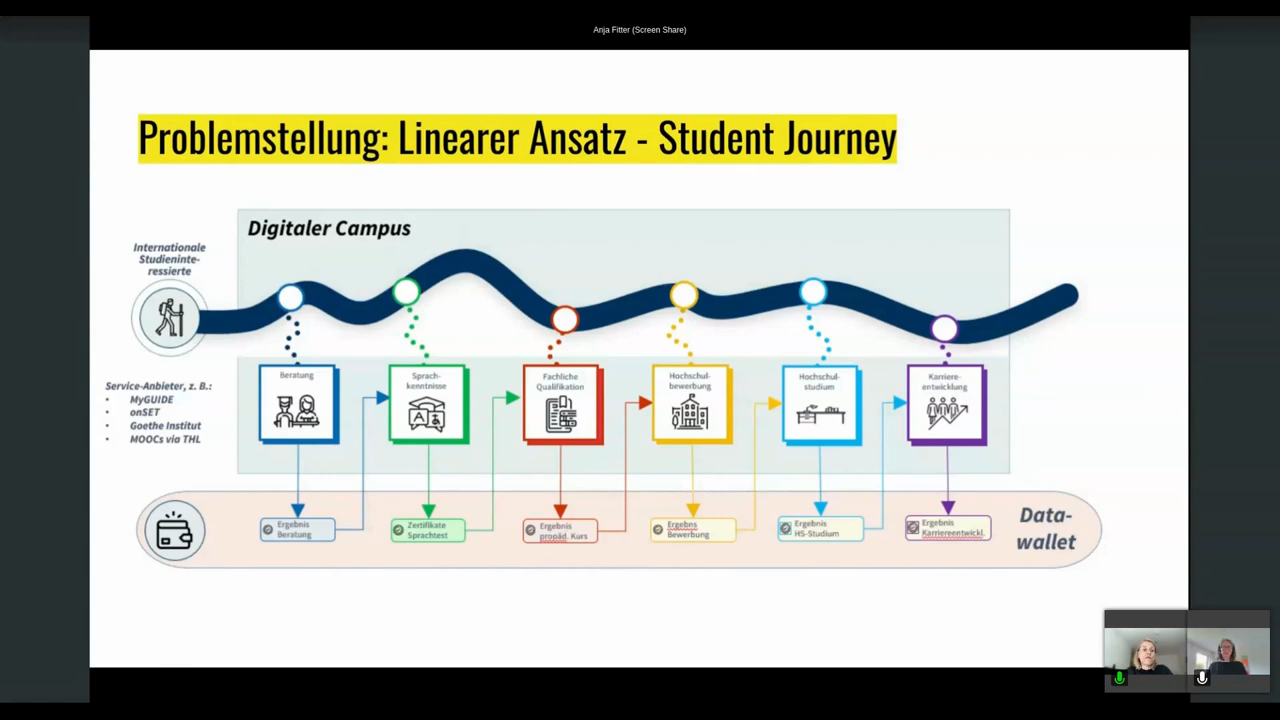 Anja Fitter (Screen Share)
Problemstellung: Linearer Ansatz - Student Journey
Digitaler Campus
Internationale
Studieninte-
ressierte
Service-Anbieter, z. B.:
• MyGUIDE
• onSET
• Goethe Institut
• MOOCs via THL
Beratung
Sprach-
kenntnisse
Fachliche
Qualifikation
Hochschul-
bewerbung
Hochschul-
studium
Karriere-
entwicklung
Ergebnis
Beratung
Zertifikate
Sprachtest
Ergebnis
propäd. Kurs
Ergebns
Bewerbung
Ergebnis
HS-Studium
Ergebnis
Karriereentwickl.
Data-
wallet